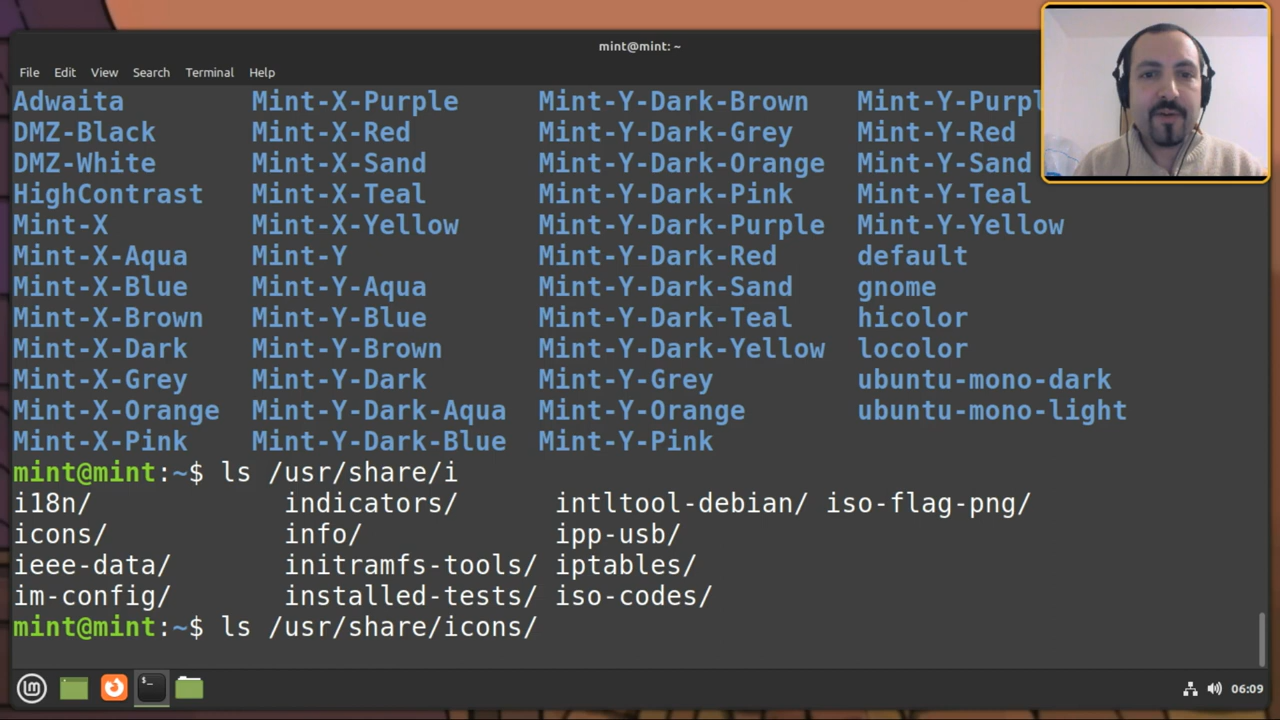 mint@mint: ~
File Edit View Search Terminal Help
Adwaita Mint-X-Purple Mint-Y-Dark-Brown
DMZ-Black Mint-X-Red Mint-Y-Dark-Grey Mint-Y-Red
DMZ-White Mint-X-Sand Mint-Y-Dark-Orange Mint-Y-Sand
HighContrast Mint-X-Teal Mint-Y-Dark-Pink Mint-Y-Teal
Mint-X Mint-X-Yellow Mint-Y-Dark-Purple Mint-Y-Yellow
Mint-X-Aqua Mint-Y Mint-Y-Dark-Red default
Mint-X-Blue Mint-Y-Aqua Mint-Y-Dark-Sand gnome
Mint-X-Brown Mint-Y-Blue Mint-Y-Dark-Teal hicolor
Mint-X-Dark Mint-Y-Brown Mint-Y-Dark-Yellow locolor
Mint-X-Grey Mint-Y-Dark Mint-Y-Grey ubuntu-mono-dark
Mint-X-Orange Mint-Y-Dark-Aqua Mint-Y-Orange ubuntu-mono-light
Mint-X-Pink Mint-Y-Dark-Blue Mint-Y-Pink
mint@mint:~$ ls /usr/share/i
i18n/ indicators/ intltool-debian/ iso-flag-png/
icons/ info/ ipp-usb/
ieee-data/ initramfs-tools/ iptables/
im-config/ installed-tests/ iso-codes/
mint@mint:~$ ls /usr/share/icons/
06:09